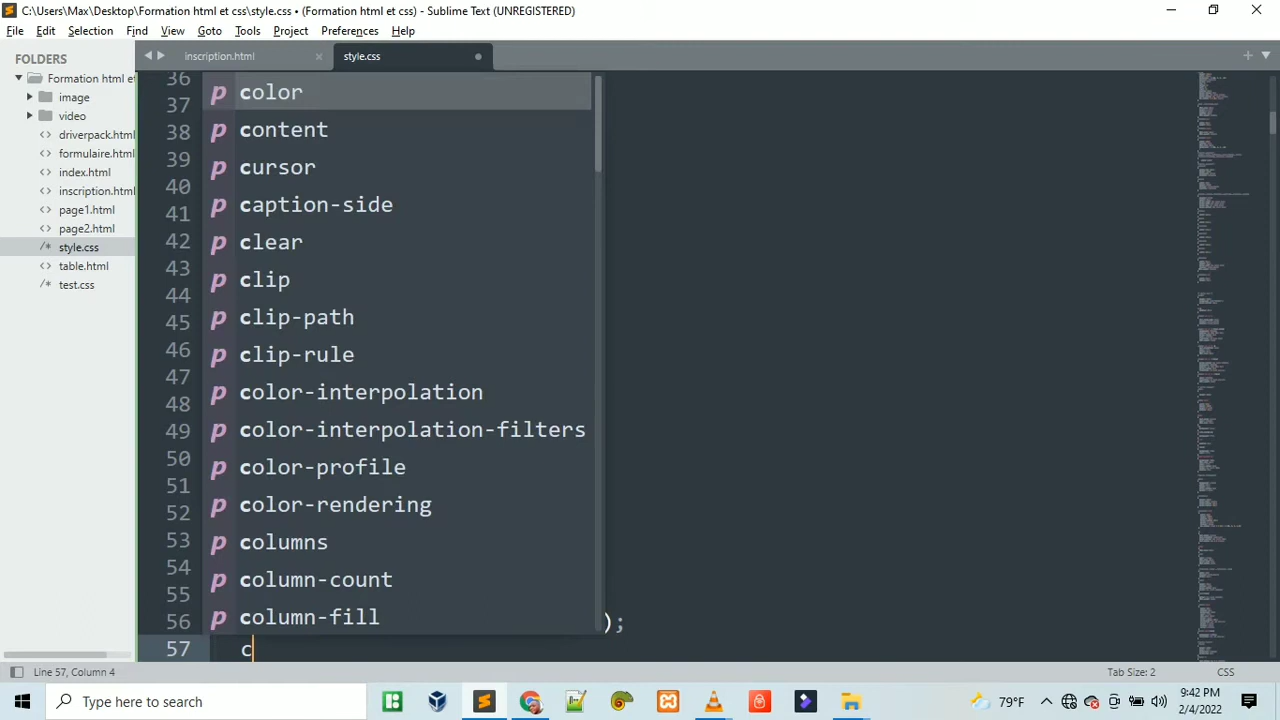 C:\Users\Max\Desktop\Formation html et css\style.css • (Formation html et css) - Sublime Text (UNREGISTERED)
File Edit Selection Find View Goto Tools Project Preferences Help
FOLDERS
Formation html et
image
video
driverpack.html
formulaire.html
index.html
inscription.html
page1.html
page2.html
style.css
table.html
test.css
inscription.html
style.css
36
37
38
39
40
41
42
43
44
45
46
47
48
49
50
51
52
53
54
55
56
57
p color
p content
p cursor
p caption-side
p clear
p clip
p clip-path
p clip-rule
p color-interpolation
p color-interpolation-filters
p color-profile
p color-rendering
p columns
p column-count
p column-fill
);
c
Line 57, Column 4
Tab Size: 2
CSS
Type here to search
79°F
9:42 PM
2/4/2022